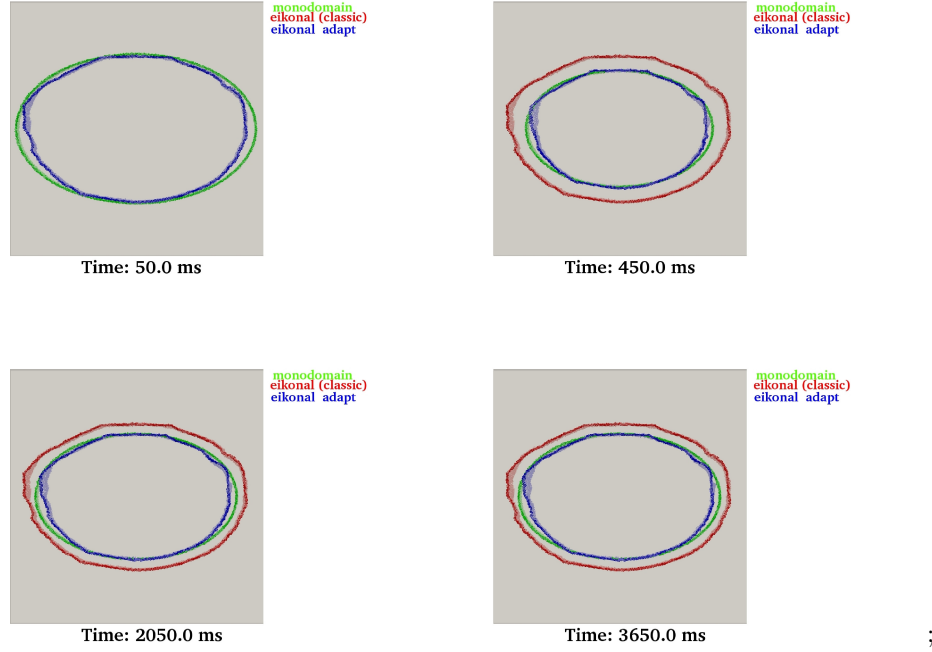 monodomain
eikonal (classic)
eikonal adapt
Time: 50.0 ms
monodomain
eikonal (classic)
eikonal adapt
Time: 450.0 ms
monodomain
eikonal (classic)
eikonal adapt
Time: 2050.0 ms
monodomain
eikonal (classic)
eikonal adapt
Time: 3650.0 ms
;